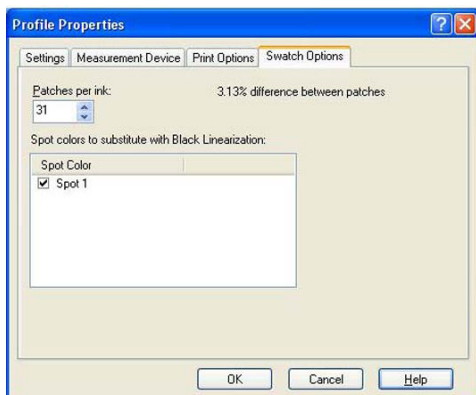 Profile Properties
Settings Measurement Device Print Options Swatch Options
Patches per ink: 3.13% difference between patches
31
Spot colors to substitute with Black Linearization:
Spot Color
Spot 1
OK Cancel Help